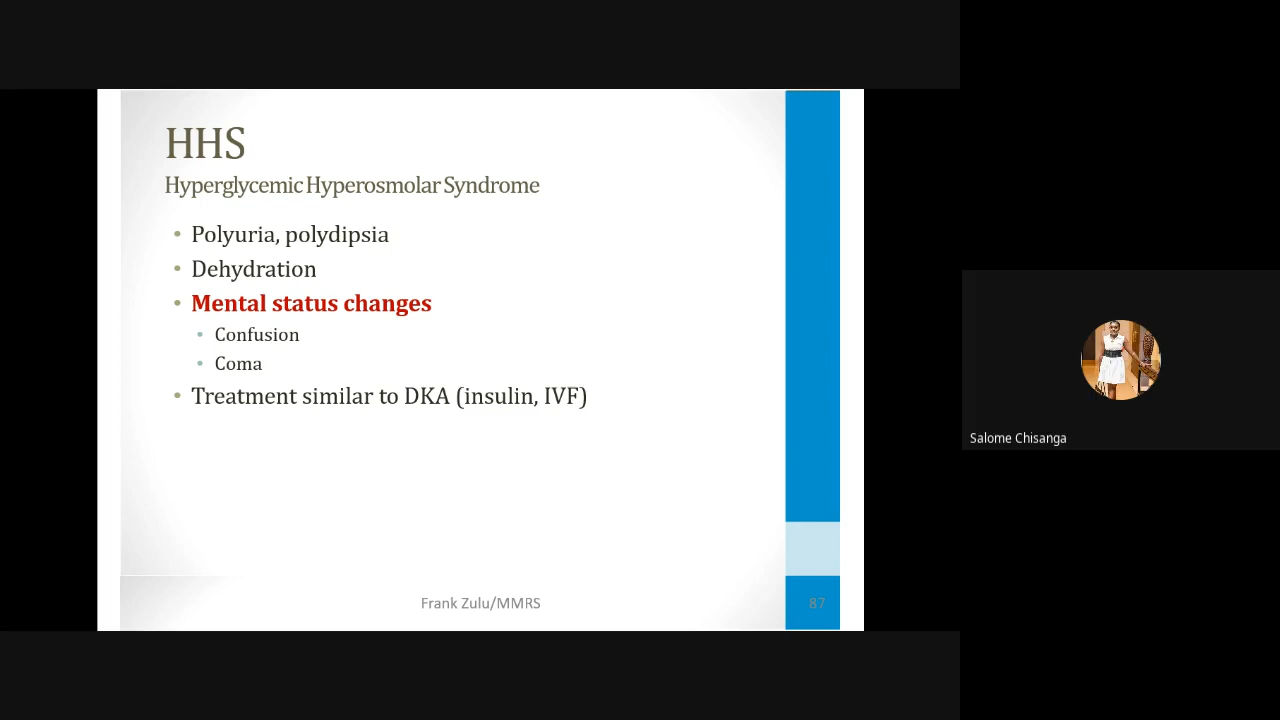 HHS
Hyperglycemic Hyperosmolar Syndrome
• Polyuria, polydipsia
• Dehydration
• Mental status changes
• Confusion
• Coma
• Treatment similar to DKA (insulin, IVF)
Frank Zulu/MMRS
87
Salome Chisanga